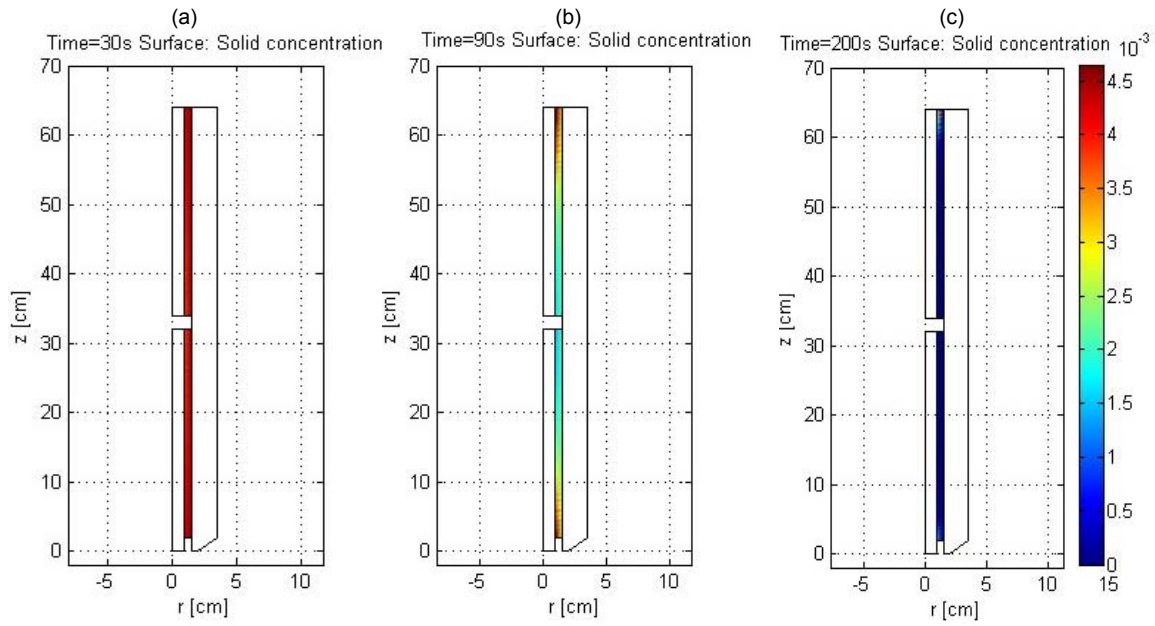 (a)
Time=30s Surface: Solid concentration
70
60
50
40
30
20
10
0
-5 0 5 10
z [cm]
r [cm]
(b)
Time=90s Surface: Solid concentration
70
60
50
40
30
20
10
0
-5 0 5 10
z [cm]
r [cm]
(c)
Time=200s Surface: Solid concentration
70
60
50
40
30
20
10
0
-5 0 5 10 15
z [cm]
r [cm]
10⁻³
4.5
4
3.5
3
2.5
2
1.5
1
0.5
0